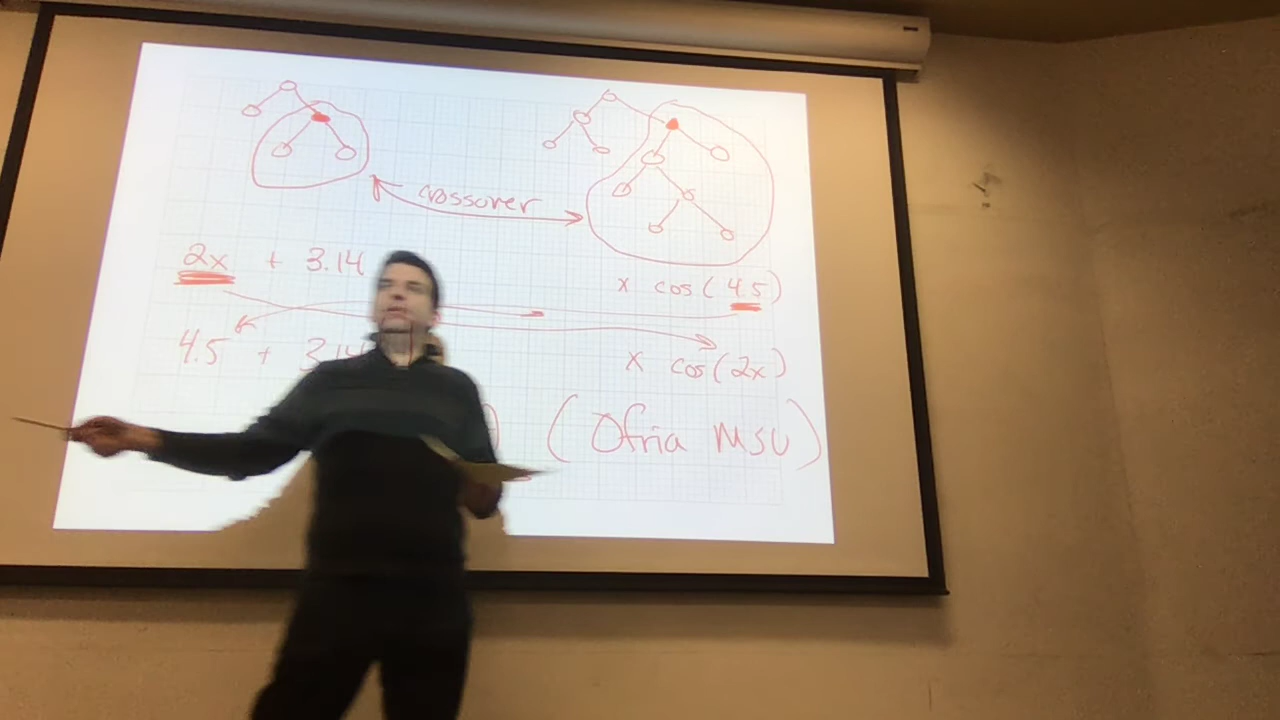 crossover
2x + 3.14
x cos(4.5)
4.5 + 3.14
x cos(2x)
) (Ofria MSU)